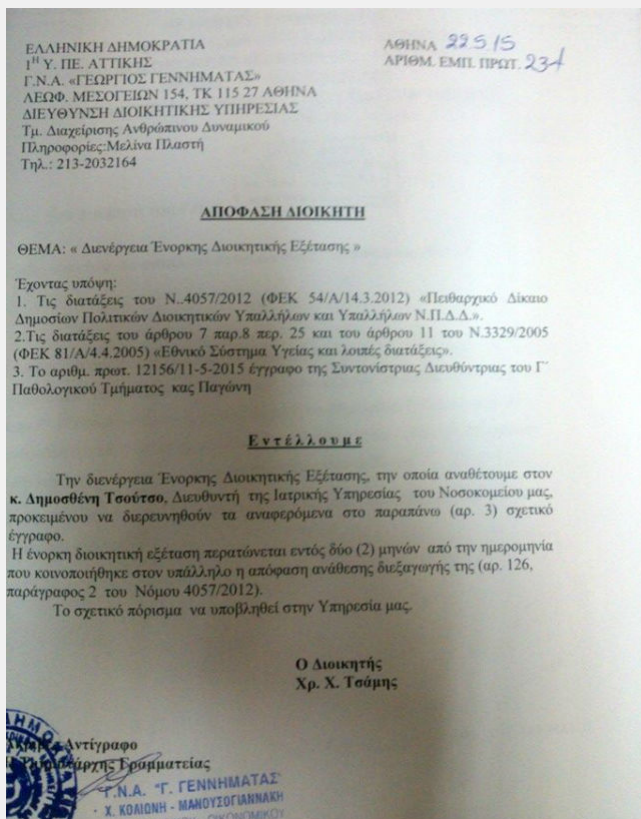 ΕΛΛΗΝΙΚΗ ΔΗΜΟΚΡΑΤΙΑ
1Η Υ. ΠΕ. ΑΤΤΙΚΗΣ
Γ.Ν.Α. «ΓΕΩΡΓΙΟΣ ΓΕΝΝΗΜΑΤΑΣ»
ΛΕΩΦ. ΜΕΣΟΓΕΙΩΝ 154, ΤΚ 115 27 ΑΘΗΝΑ
ΔΙΕΥΘΥΝΣΗ ΔΙΟΙΚΗΤΙΚΗΣ ΥΠΗΡΕΣΙΑΣ
Τμ. Διαχείρισης Ανθρώπινου Δυναμικού
Πληροφορίες:Μελίνα Πλαστή
Τηλ.: 213-2032164
ΑΘΗΝΑ 22 5 15
ΑΡΙΘΜ. ΕΜΠ. ΠΡΩΤ. 231
ΑΠΟΦΑΣΗ ΔΙΟΙΚΗΤΗ
ΘΕΜΑ: « Διενέργεια Ένορκης Διοικητικής Εξέτασης »
Έχοντας υπόψη:
1. Τις διατάξεις του Ν..4057/2012 (ΦΕΚ 54/Α/14.3.2012) «Πειθαρχικό Δίκαιο
Δημοσίων Πολιτικών Διοικητικών Υπαλλήλων και Υπαλλήλων Ν.Π.Δ.Δ.».
2.Τις διατάξεις του άρθρου 7 παρ.8 περ. 25 και του άρθρου 11 του Ν.3329/2005
(ΦΕΚ 81/Α/4.4.2005) «Εθνικό Σύστημα Υγείας και λοιπές διατάξεις».
3. Το αριθμ. πρωτ. 12156/11-5-2015 έγγραφο της Συντονίστριας Διευθύντριας του Γ΄
Παθολογικού Τμήματος κας Παγώνη
Εντέλλουμε
Την διενέργεια Ένορκης Διοικητικής Εξέτασης, την οποία αναθέτουμε στον
κ. Δημοσθένη Τσούτσο, Διευθυντή της Ιατρικής Υπηρεσίας του Νοσοκομείου μας,
προκειμένου να διερευνηθούν τα αναφερόμενα στο παραπάνω (αρ. 3) σχετικό
έγγραφο.
Η ένορκη διοικητική εξέταση περατώνεται εντός δύο (2) μηνών από την ημερομηνία
που κοινοποιήθηκε στον υπάλληλο η απόφαση ανάθεσης διεξαγωγής της (αρ. 126,
παράγραφος 2 του Νόμου 4057/2012).
Το σχετικό πόρισμα να υποβληθεί στην Υπηρεσία μας.
Ο Διοικητής
Χρ. Χ. Τσάμης
Αντίγραφο
Γραμματείας
Γ.Ν.Α. "Γ. ΓΕΝΝΗΜΑΤΑΣ"
Χ. ΚΟΛΙΩΝΗ - ΜΑΝΟΥΣΟΓΙΑΝΝΑΚΗ